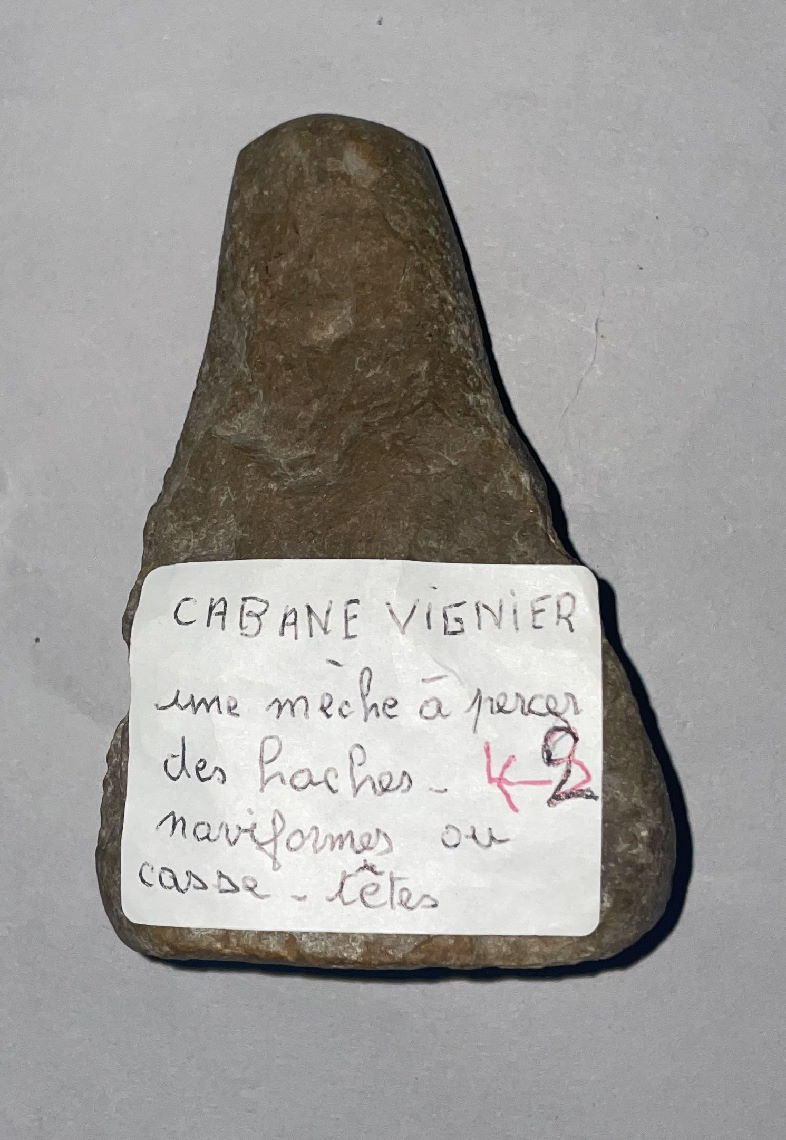 CABANE ViGNiER
une mèche à percer
des haches - ← 2
naviformes ou
casse - têtes